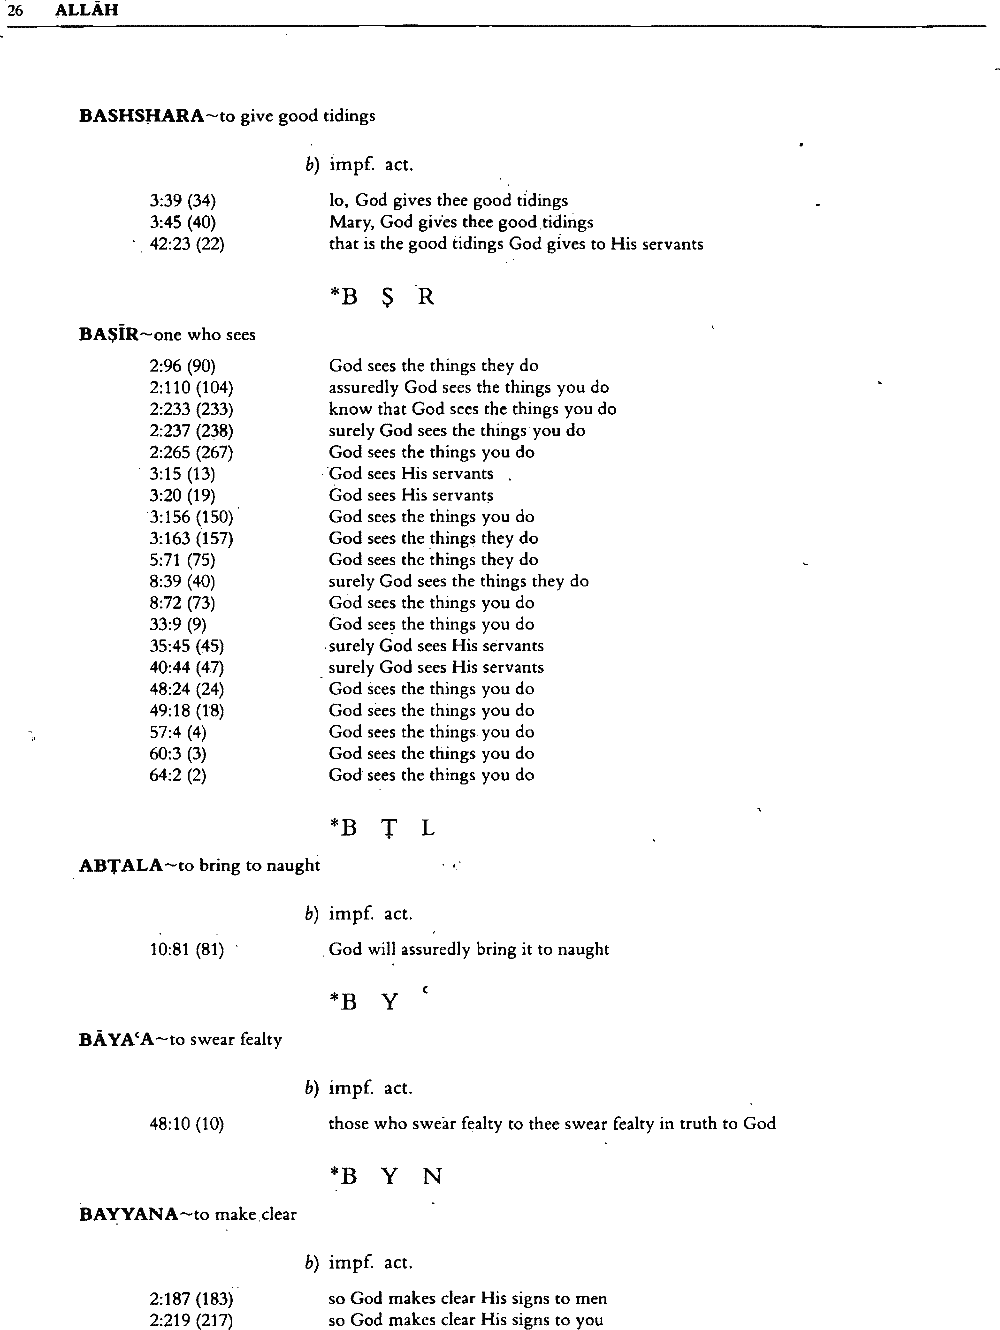 26 ALLĀH
BASHSHARA~to give good tidings
b) impf. act.
3:39 (34) lo, God gives thee good tidings
3:45 (40) Mary, God gives thee good tidings
42:23 (22) that is the good tidings God gives to His servants
*B Ṣ R
BAṢĪR~one who sees
2:96 (90) God sees the things they do
2:110 (104) assuredly God sees the things you do
2:233 (233) know that God sees the things you do
2:237 (238) surely God sees the things you do
2:265 (267) God sees the things you do
3:15 (13) God sees His servants
3:20 (19) God sees His servants
3:156 (150) God sees the things you do
3:163 (157) God sees the things they do
5:71 (75) God sees the things they do
8:39 (40) surely God sees the things they do
8:72 (73) God sees the things you do
33:9 (9) God sees the things you do
35:45 (45) surely God sees His servants
40:44 (47) surely God sees His servants
48:24 (24) God sees the things you do
49:18 (18) God sees the things you do
57:4 (4) God sees the things you do
60:3 (3) God sees the things you do
64:2 (2) God sees the things you do
*B Ṭ L
ABṬALA~to bring to naught
b) impf. act.
10:81 (81) God will assuredly bring it to naught
*B Y ʿ
BĀYAʿA~to swear fealty
b) impf. act.
48:10 (10) those who swear fealty to thee swear fealty in truth to God
*B Y N
BAYYANA~to make clear
b) impf. act.
2:187 (183) so God makes clear His signs to men
2:219 (217) so God makes clear His signs to you